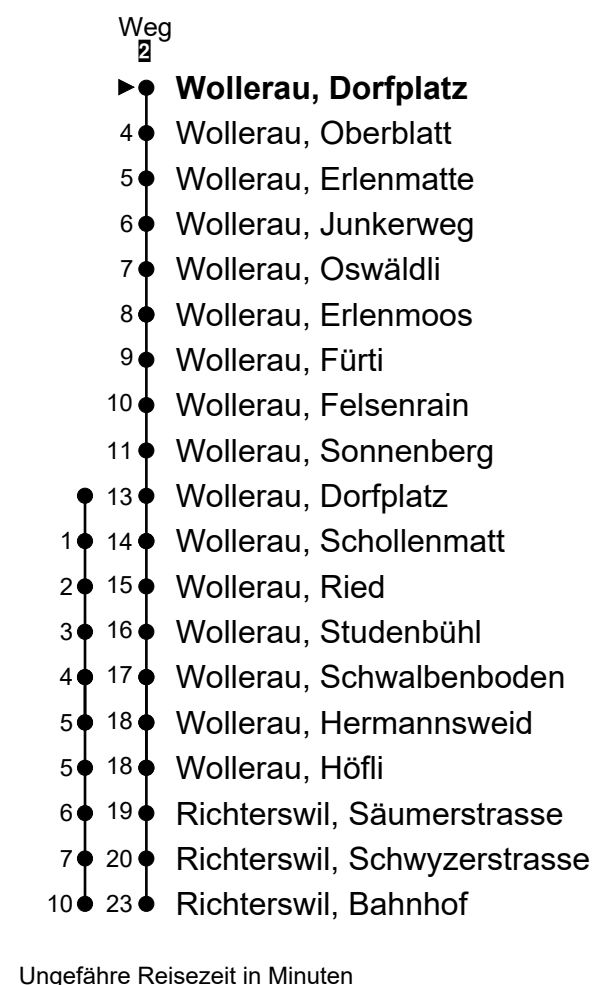 Weg
2
Wollerau, Dorfplatz
4 Wollerau, Oberblatt
5 Wollerau, Erlenmatte
6 Wollerau, Junkerweg
7 Wollerau, Oswäldli
8 Wollerau, Erlenmoos
9 Wollerau, Fürti
10 Wollerau, Felsenrain
11 Wollerau, Sonnenberg
13 Wollerau, Dorfplatz
1 14 Wollerau, Schollenmatt
2 15 Wollerau, Ried
3 16 Wollerau, Studenbühl
4 17 Wollerau, Schwalbenboden
5 18 Wollerau, Hermannsweid
5 18 Wollerau, Höfli
6 19 Richterswil, Säumerstrasse
7 20 Richterswil, Schwyzerstrasse
10 23 Richterswil, Bahnhof
Ungefähre Reisezeit in Minuten